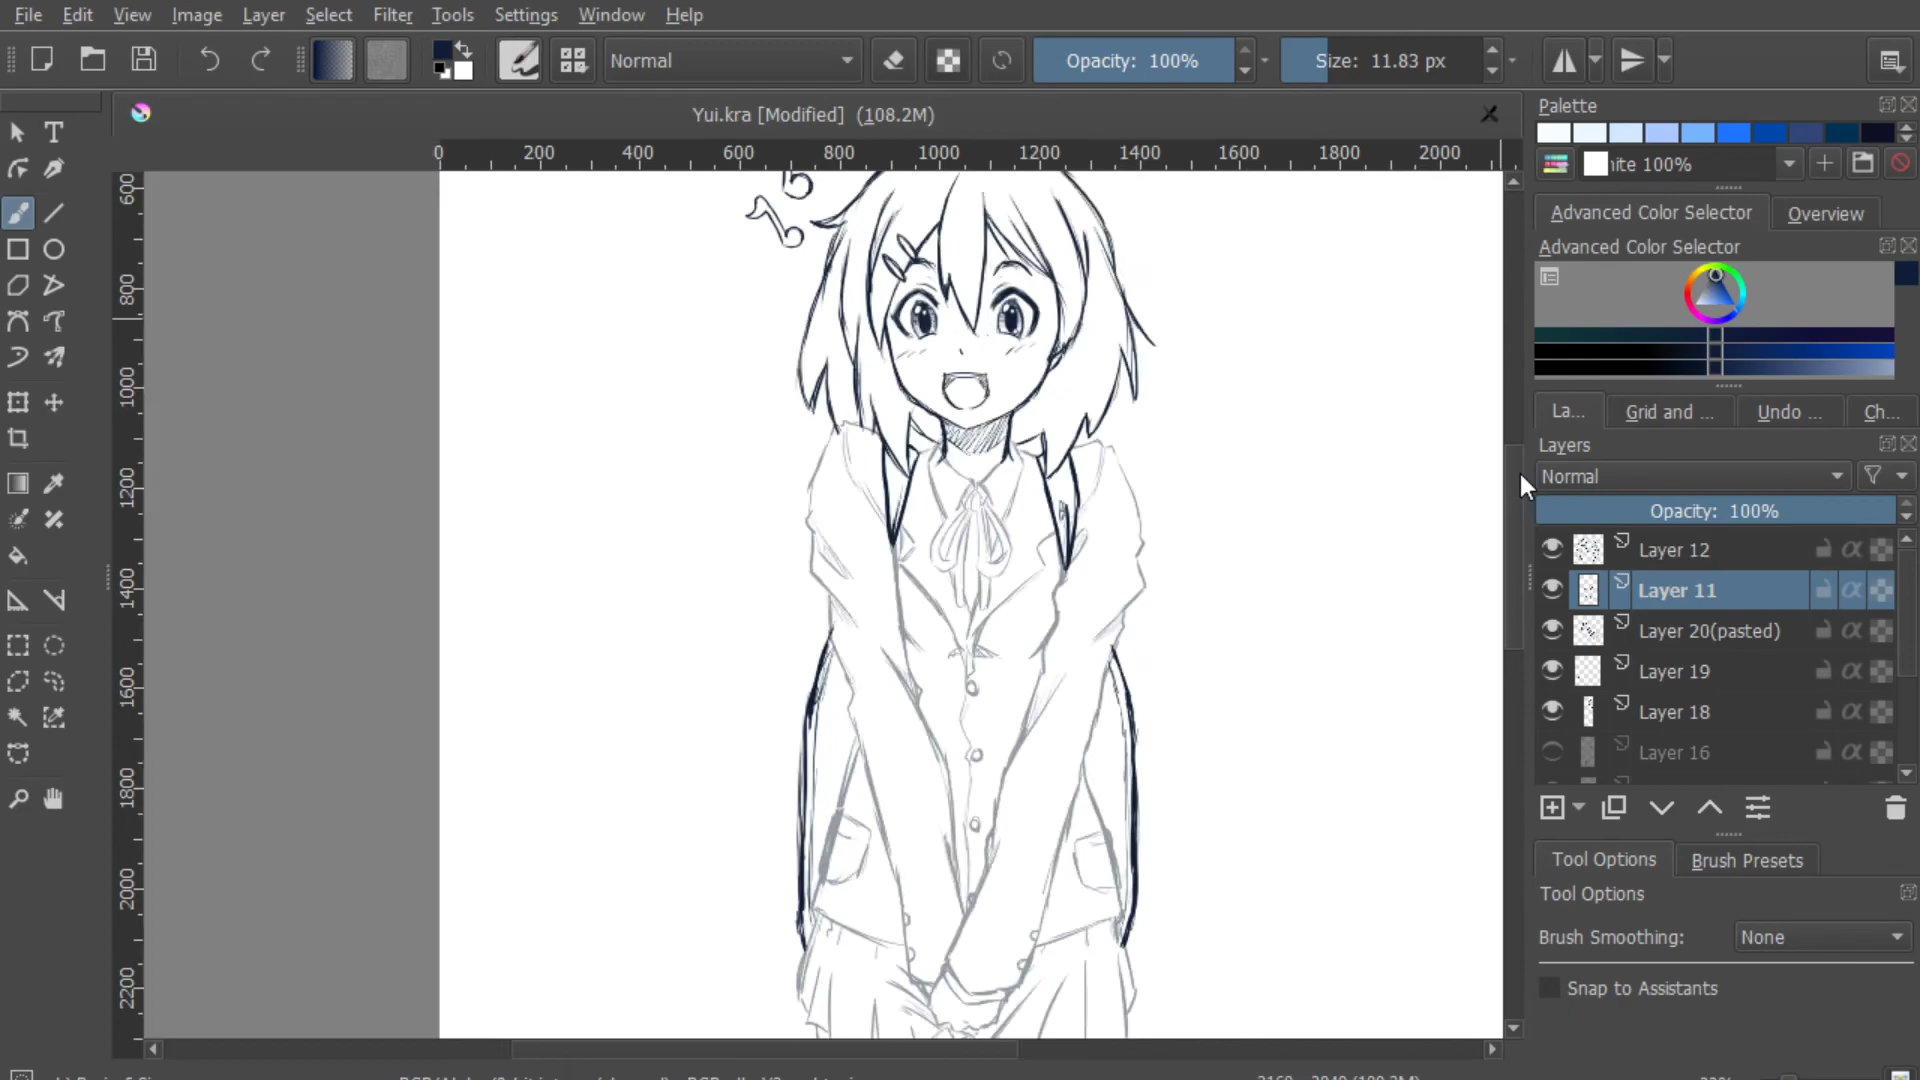 File Edit View Image Layer Select Filter Tools Settings Window Help
Normal Opacity: 100% Size: 11.83 px
Yui.kra [Modified] (108.2M)
0 200 400 600 800 1000 1200 1400 1600 1800 2000
600
800
1000
1200
1400
1600
1800
2000
2200
Palette
ite 100%
Advanced Color Selector Overview
Advanced Color Selector
La... Grid and ... Undo ... Ch...
Layers
Normal
Opacity: 100%
Layer 12
Layer 11
Layer 20(pasted)
Layer 19
Layer 18
Layer 16
Tool Options Brush Presets
Tool Options
Brush Smoothing: None
Snap to Assistants